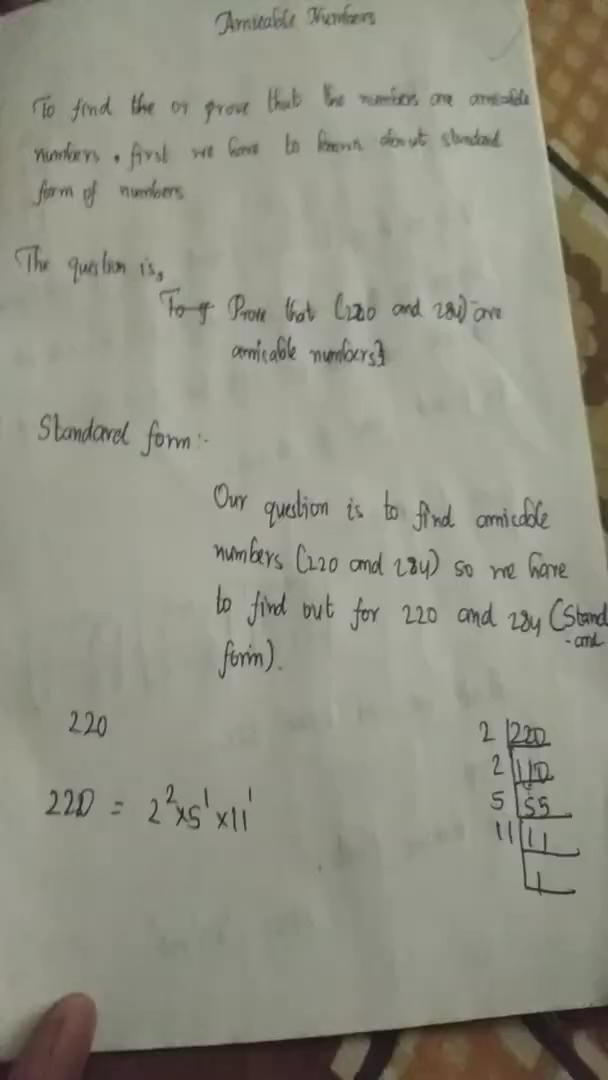 Amicable Numbers
To find the or prove that the numbers are amicable
numbers, first we have to known about standard
form of numbers
The question is,
Prove that (220 and 284) are
amicable numbers}
Standard form:-
Our question is to find amicable
numbers (220 and 284) so we have
to find out for 220 and 284 (Stand
-ard
form).
220
2 |220
2 |110
220 = 2² x 5¹ x 11¹
5 |55
11 |11
1